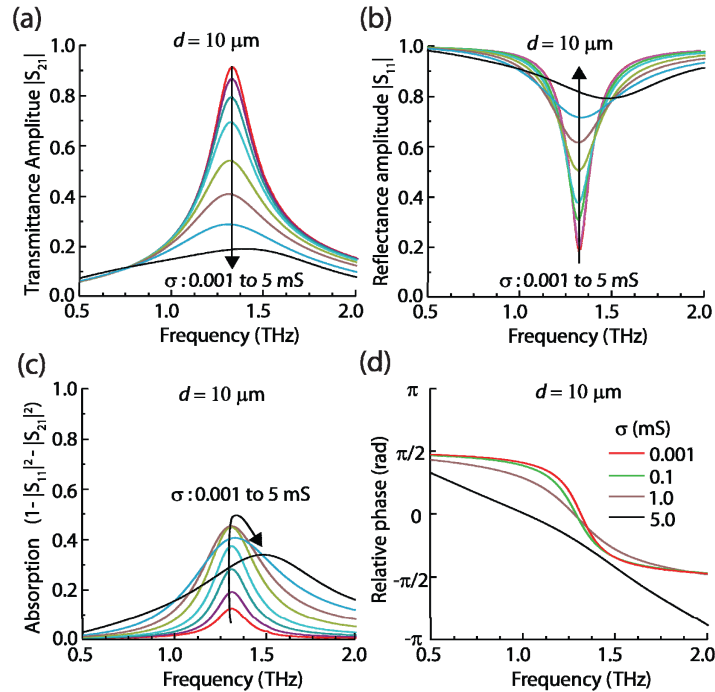 (a)
d = 10 μm
Transmittance Amplitue |S21|
1.0
0.8
0.6
0.4
0.2
0.0
σ : 0.001 to 5 mS
0.5 1.0 1.5 2.0
Frequency (THz)
(b)
d = 10 μm
Reflectance amplitude |S11|
1.0
0.8
0.6
0.4
0.2
0.0
σ : 0.001 to 5 mS
0.5 1.0 1.5 2.0
Frequency (THz)
(c)
d = 10 μm
Absorption (1- |S11|²- |S21|²)
1.0
0.8
0.6
0.4
0.2
0.0
σ : 0.001 to 5 mS
0.5 1.0 1.5 2.0
Frequency (THz)
(d)
d = 10 μm
Relative phase (rad)
π
π/2
0
-π/2
-π
σ (mS)
0.001
0.1
1.0
5.0
0.5 1.0 1.5 2.0
Frequency (THz)